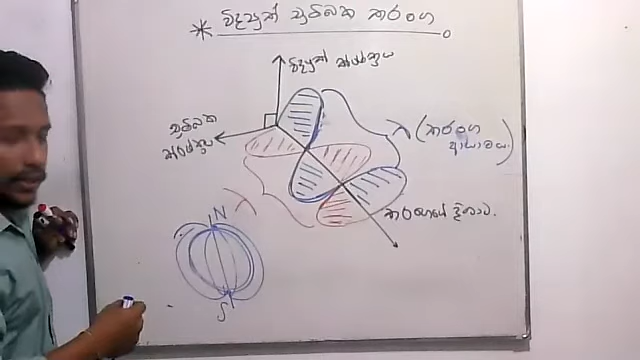 * විද්‍යුත් චුම්බක තරංග
විද්‍යුත් ක්ෂේත්‍රය
චුම්බක
ක්ෂේත්‍රය
λ (තරංග
ආයාමය)
තරංගයේ දිශාව.
λ
N
S